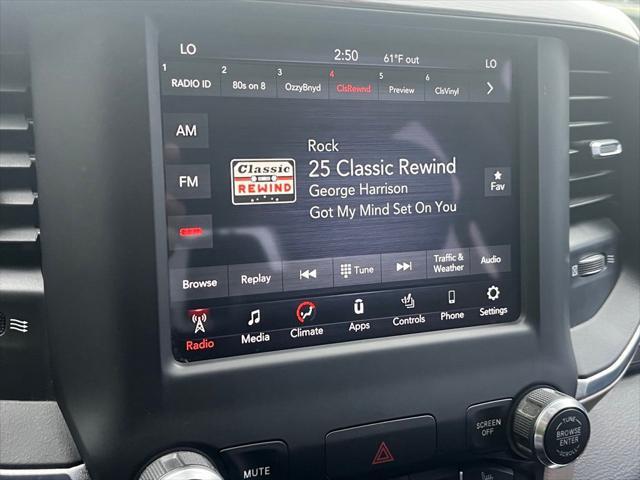 LO 2:50 61°F out LO
1 2 3 4 5 6
RADIO ID 80s on 8 OzzyBnyd ClsRewnd Preview ClsVinyl
AM
Rock
Classic
REWIND
25 Classic Rewind
George Harrison
Got My Mind Set On You
FM
Fav
Browse Replay Tune Traffic & Weather Audio
Radio Media Climate Apps Controls Phone Settings
MUTE
SCREEN
OFF
TUNE
BROWSE
ENTER
SCROLL